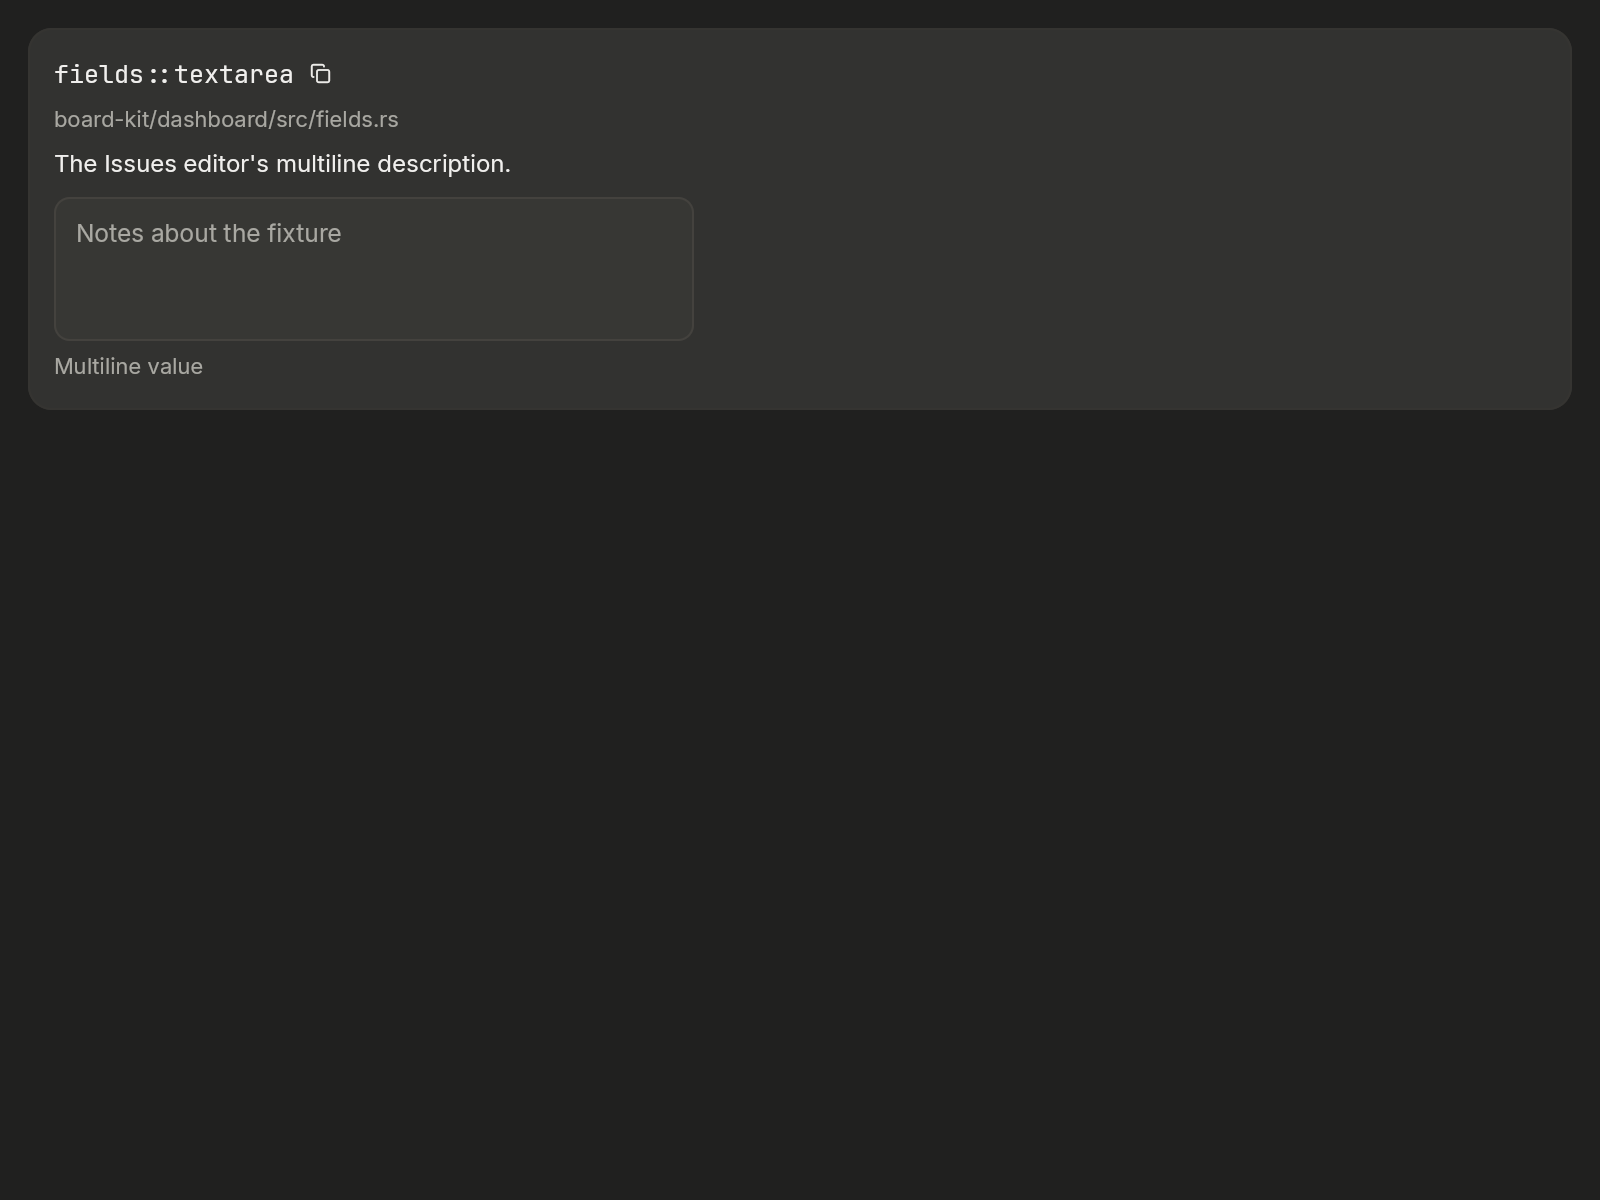 fields::textarea
board-kit/dashboard/src/fields.rs
The Issues editor's multiline description.
Notes about the fixture
Multiline value